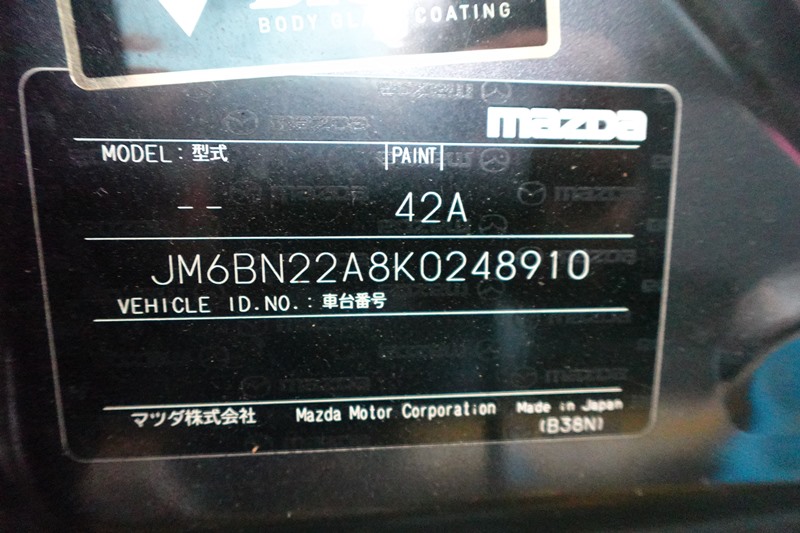 BODY GLASS COATING
mazda
MODEL: 型式 PAINT
-- 42A
JM6BN22A8K0248910
VEHICLE ID.NO.: 車台番号
マツダ株式会社 Mazda Motor Corporation Made in Japan
(B38N)